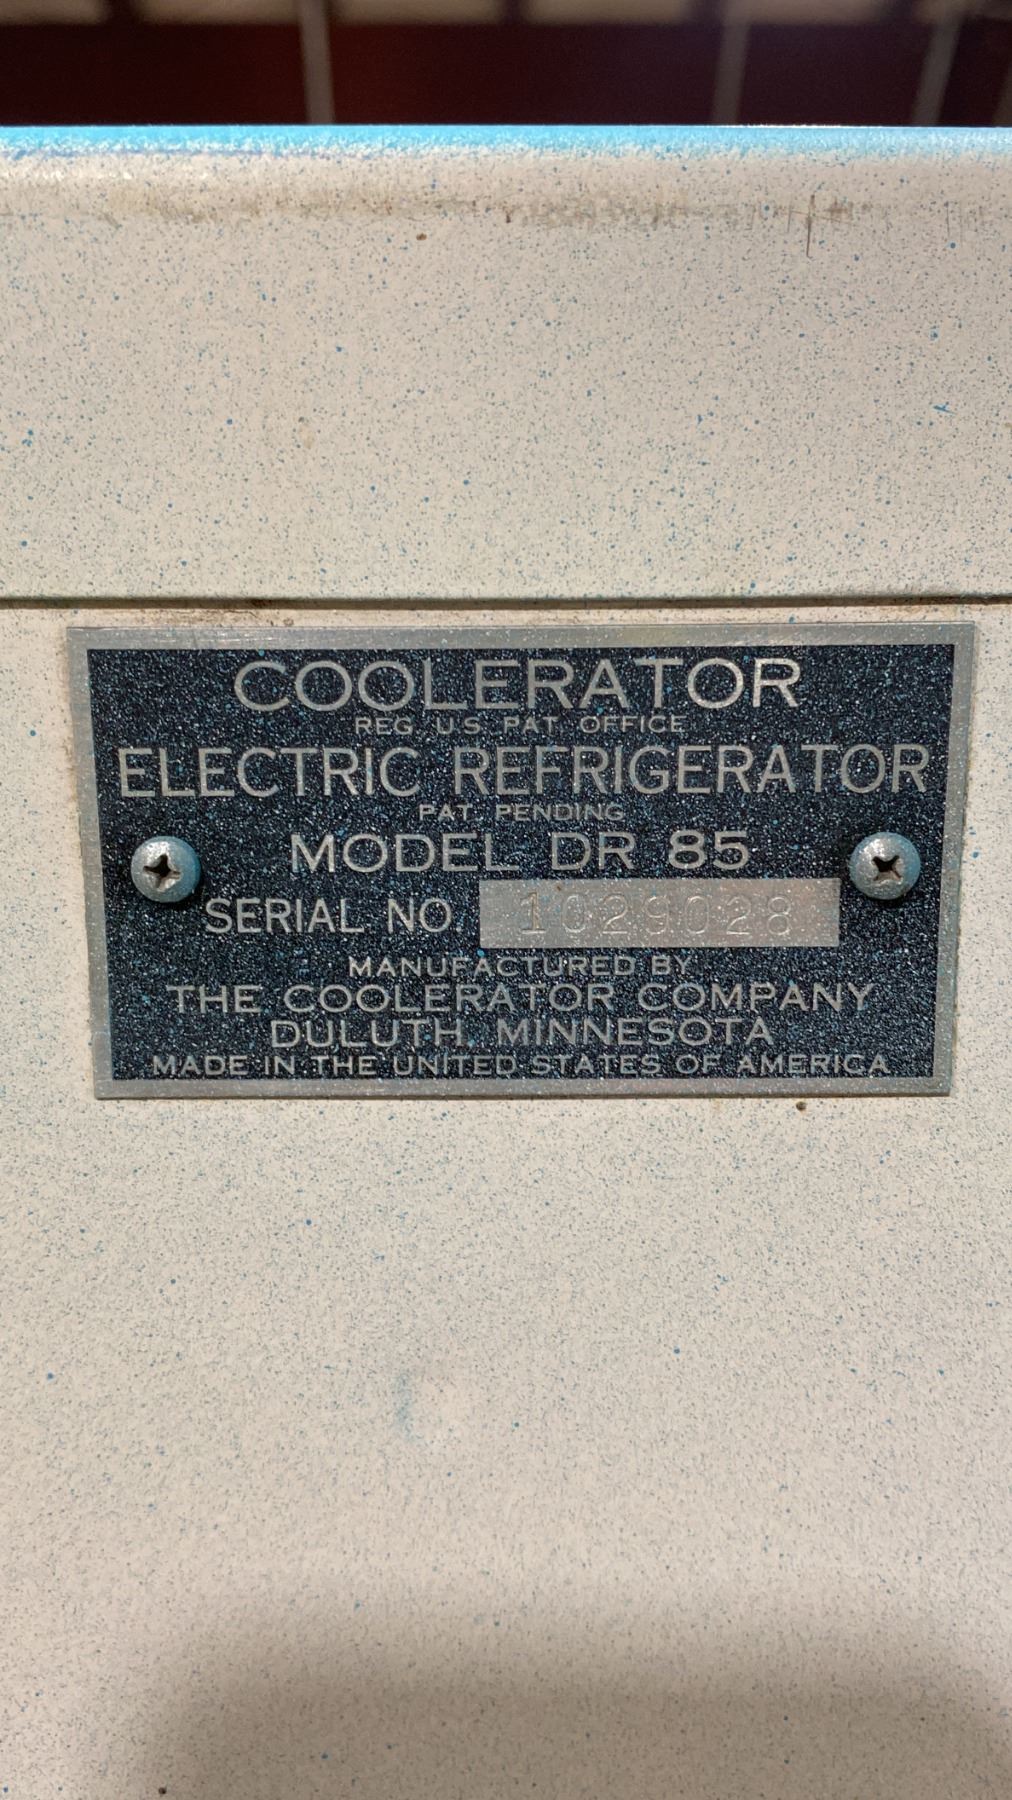 COOLERATOR
REG. U.S. PAT. OFFICE
ELECTRIC REFRIGERATOR
PAT. PENDING
MODEL DR 85
SERIAL NO. 1029028
MANUFACTURED BY
THE COOLERATOR COMPANY
DULUTH, MINNESOTA
MADE IN THE UNITED STATES OF AMERICA